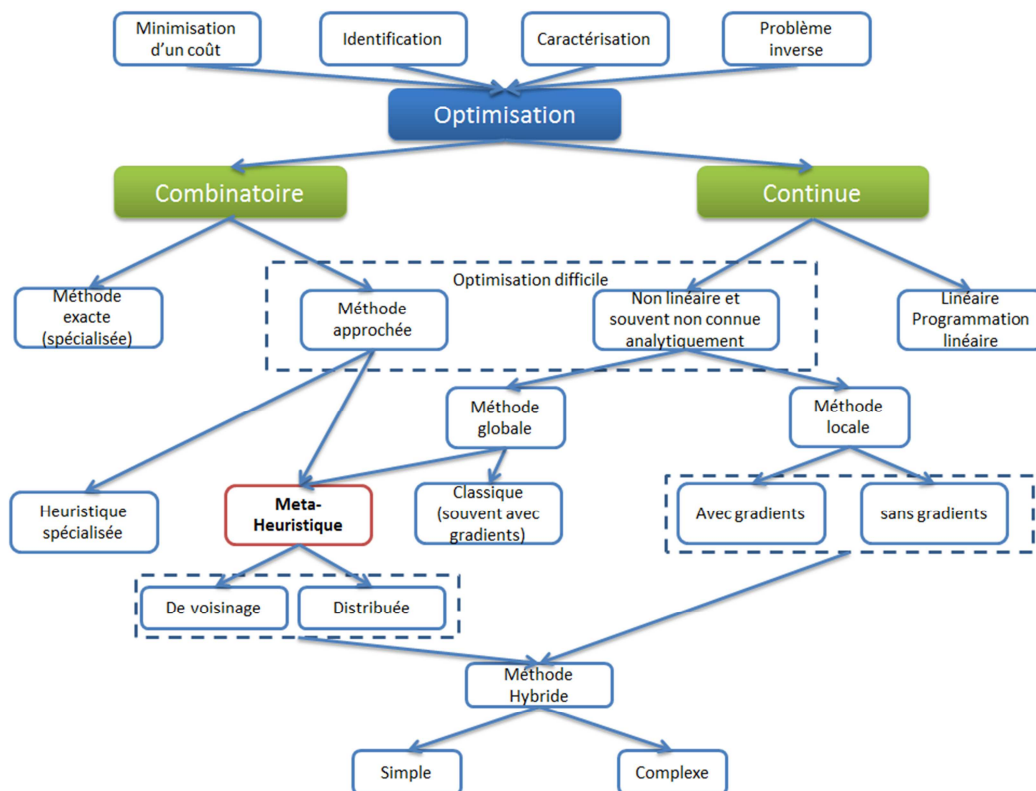 Minimisation
d'un coût
Identification
Caractérisation
Problème
inverse
Optimisation
Combinatoire
Continue
Optimisation difficile
Méthode
exacte
(spécialisée)
Méthode
approchée
Non linéaire et
souvent non connue
analytiquement
Linéaire
Programmation
linéaire
Méthode
globale
Méthode
locale
Heuristique
spécialisée
Meta-
Heuristique
Classique
(souvent avec
gradients)
Avec gradients
sans gradients
De voisinage
Distribuée
Méthode
Hybride
Simple
Complexe